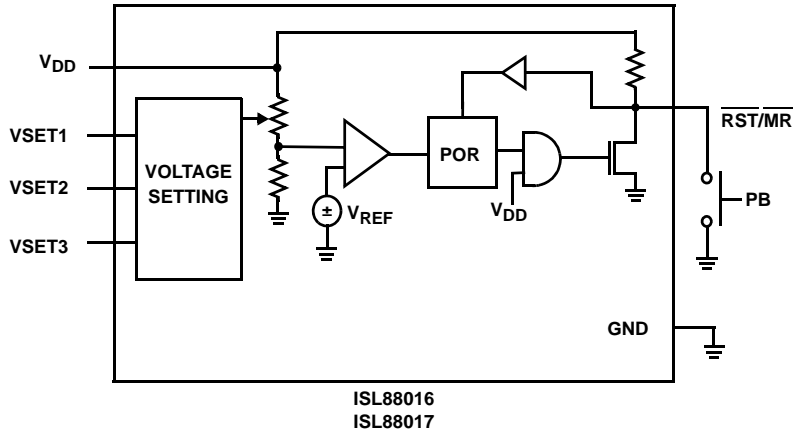 VDD
VSET1
VSET2
VSET3
VOLTAGE
SETTING
±
VREF
POR
VDD
RST/MR
PB
GND
ISL88016
ISL88017